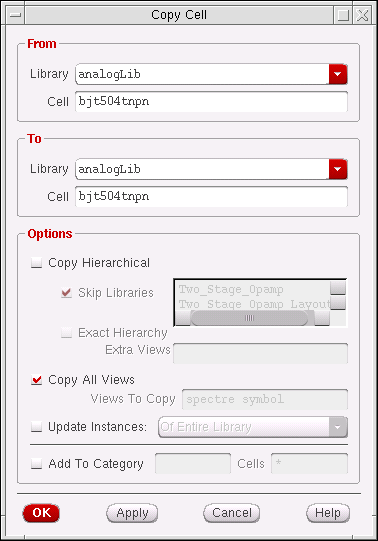 Copy Cell
From
Library analogLib
Cell bjt504tnpn
To
Library analogLib
Cell bjt504tnpn
Options
Copy Hierarchical
Skip Libraries Two_Stage_Opamp
Two_Stage_Opamp_Layout
Exact Hierarchy
Extra Views
Copy All Views
Views To Copy spectre symbol
Update Instances: Of Entire Library
Add To Category Cells *
OK Apply Cancel Help